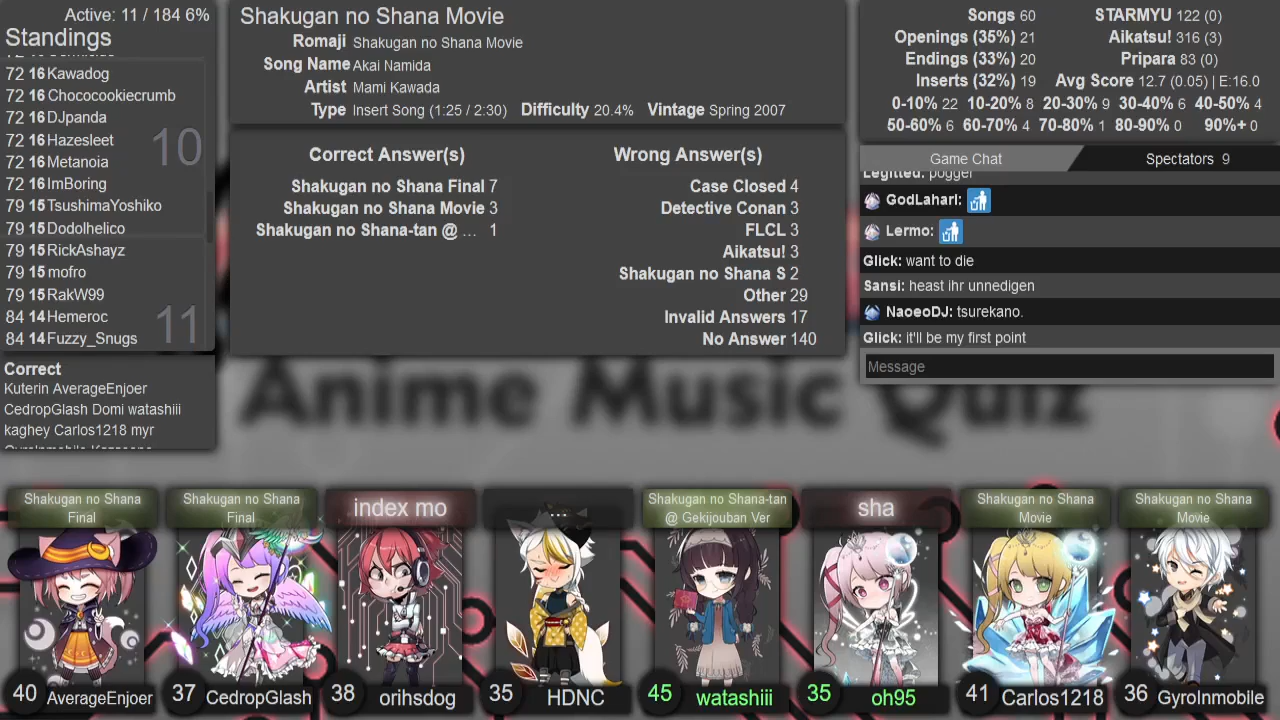 Active: 11 / 184 6%
Standings
72 16 Kawadog
72 16 Chococookiecrumb
72 16 DJpanda
72 16 Hazesleet
72 16 Metanoia
72 16 ImBoring
10
79 15 TsushimaYoshiko
79 15 Dodolhelico
79 15 RickAshayz
79 15 mofro
79 15 RakW99
84 14 Hemeroc
84 14 Fuzzy_Snugs
11
Correct
Kuterin AverageEnjoer
CedropGlash Domi watashiii
kaghey Carlos1218 myr
Shakugan no Shana Movie
Romaji Shakugan no Shana Movie
Song Name Akai Namida
Artist Mami Kawada
Type Insert Song (1:25 / 2:30) Difficulty 20.4% Vintage Spring 2007
Correct Answer(s)
Shakugan no Shana Final 7
Shakugan no Shana Movie 3
Shakugan no Shana-tan @ ... 1
Wrong Answer(s)
Case Closed 4
Detective Conan 3
FLCL 3
Aikatsu! 3
Shakugan no Shana S 2
Other 29
Invalid Answers 17
No Answer 140
Songs 60 STARMYU 122 (0)
Openings (35%) 21 Aikatsu! 316 (3)
Endings (33%) 20 Pripara 83 (0)
Inserts (32%) 19 Avg Score 12.7 (0.05) | E:16.0
0-10% 22 10-20% 8 20-30% 9 30-40% 6 40-50% 4
50-60% 6 60-70% 4 70-80% 1 80-90% 0 90%+ 0
Game Chat Spectators 9
Legitted: pogger
GodLaharl:
Lermo:
Glick: want to die
Sansi: heast ihr unnedigen
NaoeoDJ: tsurekano.
Glick: it'll be my first point
Message
Anime Music Quiz
Shakugan no Shana
Final
Shakugan no Shana
Final
index mo
....
Shakugan no Shana-tan
@ Gekijouban Ver
sha
Shakugan no Shana
Movie
Shakugan no Shana
Movie
40 AverageEnjoer
37 CedropGlash
38 orihsdog
35 HDNC
45 watashiii
35 oh95
41 Carlos1218
36 GyroInmobile